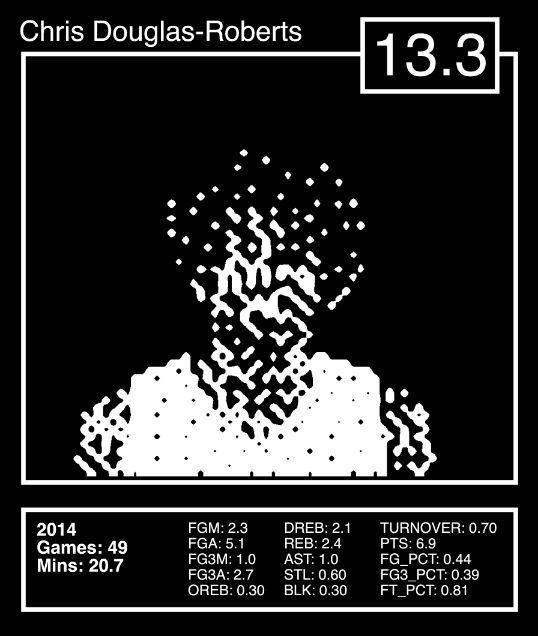 Chris Douglas-Roberts
13.3
2014
Games: 49
Mins: 20.7
FGM: 2.3
FGA: 5.1
FG3M: 1.0
FG3A: 2.7
OREB: 0.30
DREB: 2.1
REB: 2.4
AST: 1.0
STL: 0.60
BLK: 0.30
TURNOVER: 0.70
PTS: 6.9
FG_PCT: 0.44
FG3_PCT: 0.39
FT_PCT: 0.81